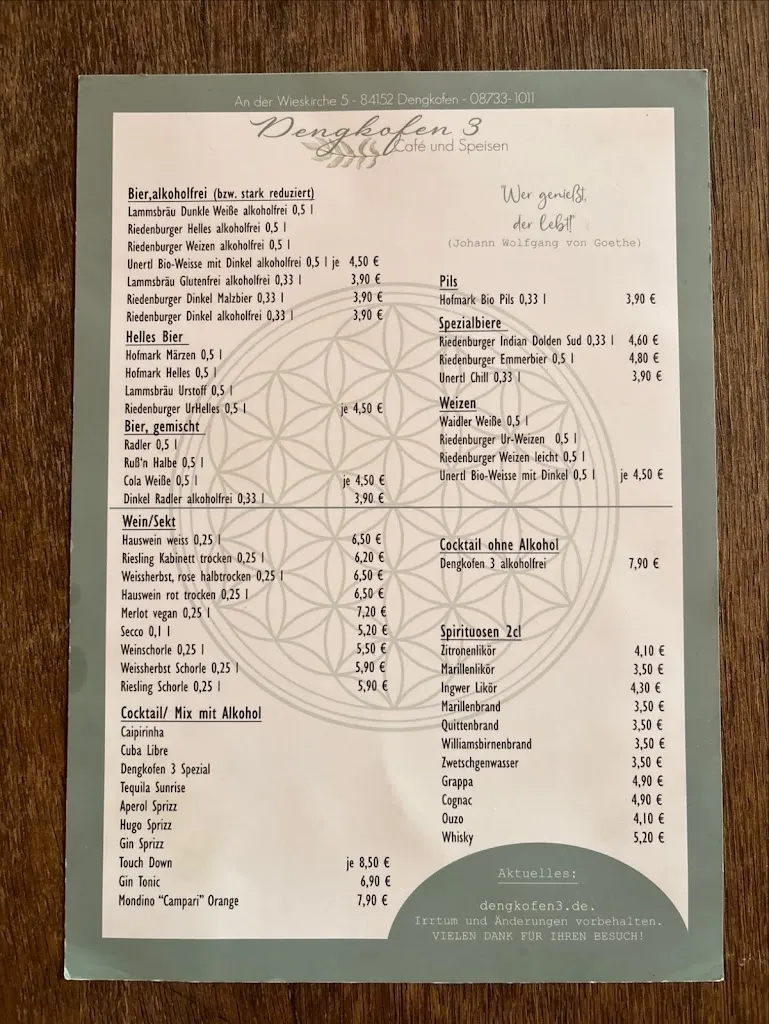 An der Wieskirche 5 - 84152 Dengkofen - 08733-1011
Dengkofen 3
Café und Speisen
"Wer genießt,
der lebt!"
(Johann Wolfgang von Goethe)
Bier,alkoholfrei (bzw. stark reduziert)
Lammsbräu Dunkle Weiße alkoholfrei 0,5 l
Riedenburger Helles alkoholfrei 0,5 l
Riedenburger Weizen alkoholfrei 0,5 l
Unertl Bio-Weisse mit Dinkel alkoholfrei 0,5 l je 4,50 €
Lammsbräu Glutenfrei alkoholfrei 0,33 l 3,90 €
Riedenburger Dinkel Malzbier 0,33 l 3,90 €
Riedenburger Dinkel alkoholfrei 0,33 l 3,90 €
Helles Bier
Hofmark Märzen 0,5 l
Hofmark Helles 0,5 l
Lammsbräu Urstoff 0,5 l
Riedenburger UrHelles 0,5 l je 4,50 €
Bier, gemischt
Radler 0,5 l
Ruß'n Halbe 0,5 l
Cola Weiße 0,5 l je 4,50 €
Dinkel Radler alkoholfrei 0,33 l 3,90 €
Pils
Hofmark Bio Pils 0,33 l 3,90 €
Spezialbiere
Riedenburger Indian Dolden Sud 0,33 l 4,60 €
Riedenburger Emmerbier 0,5 l 4,80 €
Unertl Chill 0,33 l 3,90 €
Weizen
Waidler Weiße 0,5 l
Riedenburger Ur-Weizen 0,5 l
Riedenburger Weizen leicht 0,5 l
Unertl Bio-Weisse mit Dinkel 0,5 l je 4,50 €
Wein/Sekt
Hauswein weiss 0,25 l 6,50 €
Riesling Kabinett trocken 0,25 l 6,20 €
Weissherbst, rose halbtrocken 0,25 l 6,50 €
Hauswein rot trocken 0,25 l 6,50 €
Merlot vegan 0,25 l 7,20 €
Secco 0,1 l 5,20 €
Weinschorle 0,25 l 5,50 €
Weissherbst Schorle 0,25 l 5,90 €
Riesling Schorle 0,25 l 5,90 €
Cocktail/ Mix mit Alkohol
Caipirinha
Cuba Libre
Dengkofen 3 Spezial
Tequila Sunrise
Aperol Sprizz
Hugo Sprizz
Gin Sprizz
Touch Down je 8,50 €
Gin Tonic 6,90 €
Mondino "Campari" Orange 7,90 €
Cocktail ohne Alkohol
Dengkofen 3 alkoholfrei 7,90 €
Spirituosen 2cl
Zitronenlikör 4,10 €
Marillenlikör 3,50 €
Ingwer Likör 4,30 €
Marillenbrand 3,50 €
Quittenbrand 3,50 €
Williamsbirnenbrand 3,50 €
Zwetschgenwasser 3,50 €
Grappa 4,90 €
Cognac 4,90 €
Ouzo 4,10 €
Whisky 5,20 €
Aktuelles:
dengkofen3.de.
Irrtum und Änderungen vorbehalten.
VIELEN DANK FÜR IHREN BESUCH!